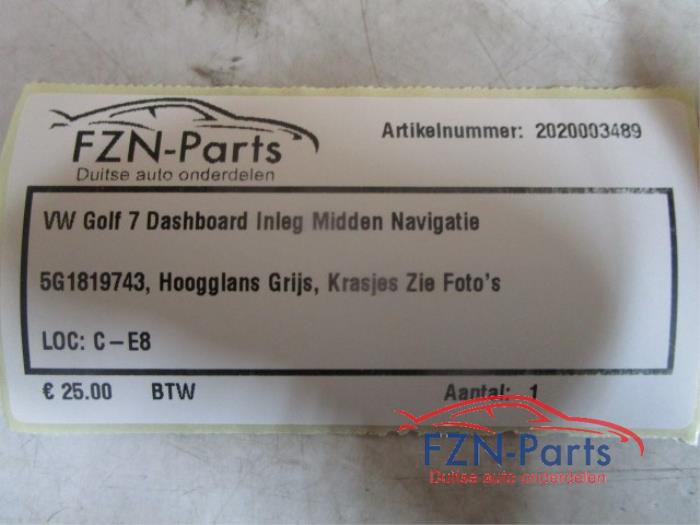 FZN-Parts
Duitse auto onderdelen
Artikelnummer: 2020003489
VW Golf 7 Dashboard Inleg Midden Navigatie
5G1819743, Hoogglans Grijs, Krasjes Zie Foto's
LOC: C-E8
€ 25.00 BTW Aantal: 1
FZN-Parts
Duitse auto onderdelen